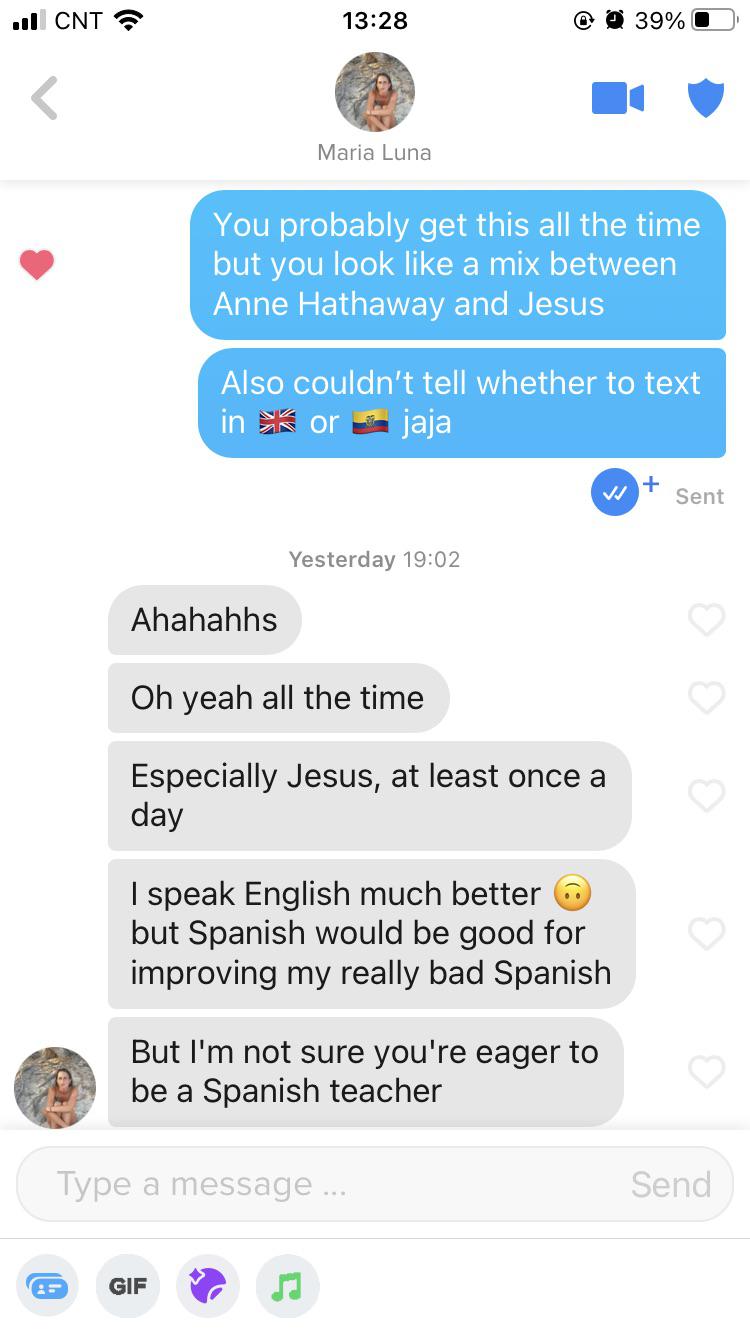 CNT 13:28 39%
Maria Luna
You probably get this all the time
but you look like a mix between
Anne Hathaway and Jesus
Also couldn’t tell whether to text
in 🇬🇧 or 🇪🇨 jaja
Sent
Yesterday 19:02
Ahahahhs
Oh yeah all the time
Especially Jesus, at least once a
day
I speak English much better 🙃
but Spanish would be good for
improving my really bad Spanish
But I'm not sure you're eager to
be a Spanish teacher
Type a message ... Send
GIF